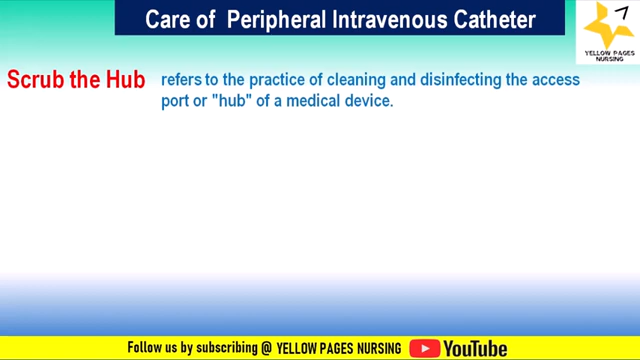 Care of Peripheral Intravenous Catheter
YELLOW PAGES
NURSING
Scrub the Hub refers to the practice of cleaning and disinfecting the access
port or "hub" of a medical device.
Follow us by subscribing @ YELLOW PAGES NURSING YouTube